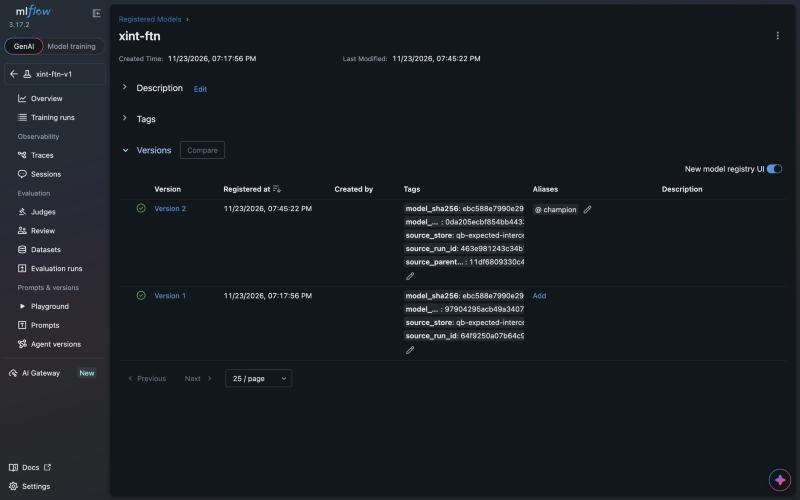 mlflow
3.17.2
GenAI
Model training
xint-ftn-v1
Overview
Training runs
Observability
Traces
Sessions
Evaluation
Judges
Review
Datasets
Evaluation runs
Prompts & versions
Playground
Prompts
Agent versions
AI Gateway
New
Docs
Settings
Registered Models
xint-ftn
Created Time: 11/23/2026, 07:17:56 PM
Last Modified: 11/23/2026, 07:45:22 PM
Description Edit
Tags
Versions Compare
New model registry UI
Version Registered at Created by Tags Aliases Description
Version 2 11/23/2026, 07:45:22 PM
model_sha256: ebc588e7990e29
model_... : 0da205ecbf854bb443
source_store: qb-expected-interce
source_run_id: 463e981243c34b
source_parent... : 11df6809330c4
@ champion
Version 1 11/23/2026, 07:17:56 PM
model_sha256: ebc588e7990e29
model_... : 97904295acb49a3407
source_store: qb-expected-interce
source_run_id: 64f9250a07b64c9
Add
Previous Next 25 / page